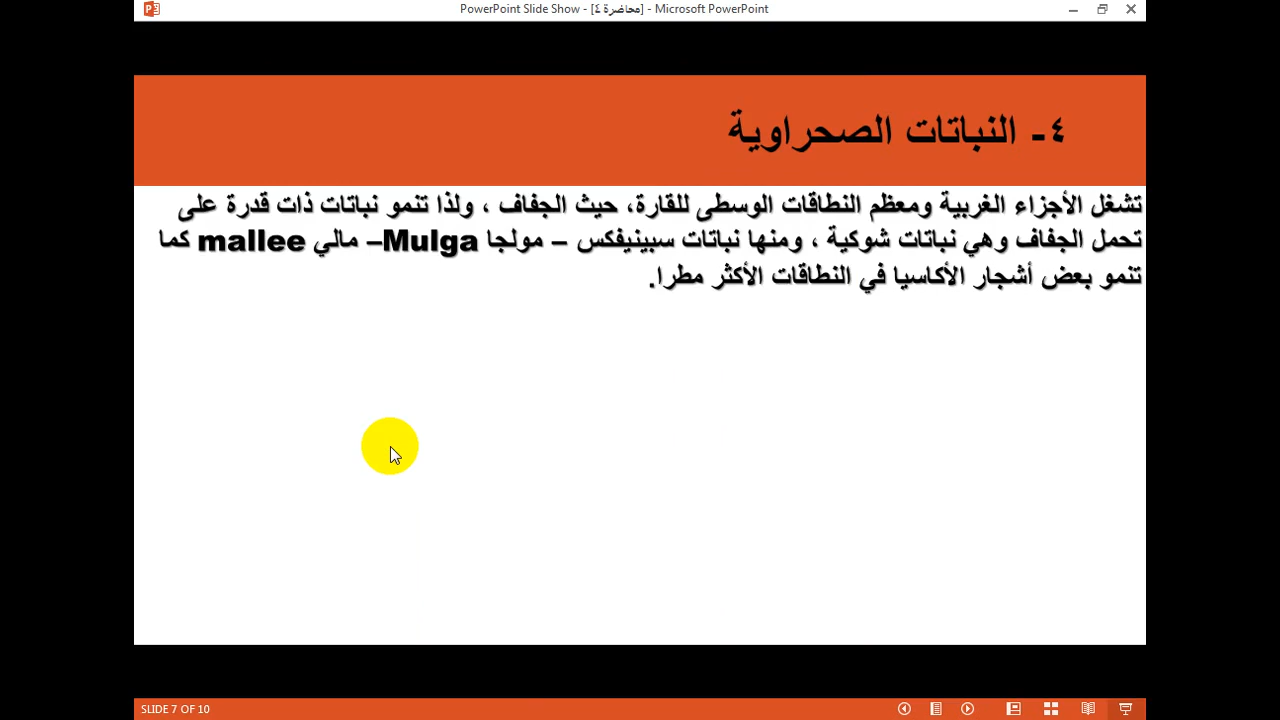 PowerPoint Slide Show - [محاضرة ٤] - Microsoft PowerPoint
٤- النباتات الصحراوية
تشغل الأجزاء الغربية ومعظم النطاقات الوسطى للقارة، حيث الجفاف ، ولذا تنمو نباتات ذات قدرة على
تحمل الجفاف وهي نباتات شوكية ، ومنها نباتات سبينيفكس – مولجا Mulga– مالي mallee كما
تنمو بعض أشجار الأكاسيا في النطاقات الأكثر مطرا.
SLIDE 7 OF 10